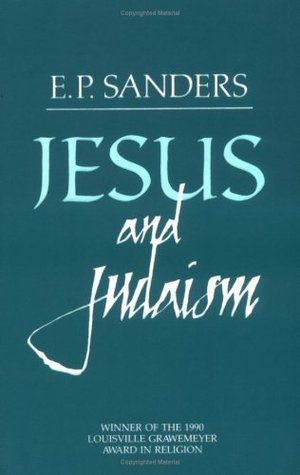 E.P. SANDERS
JESUS
and
Judaism
WINNER OF THE 1990
LOUISVILLE GRAWEMEYER
AWARD IN RELIGION